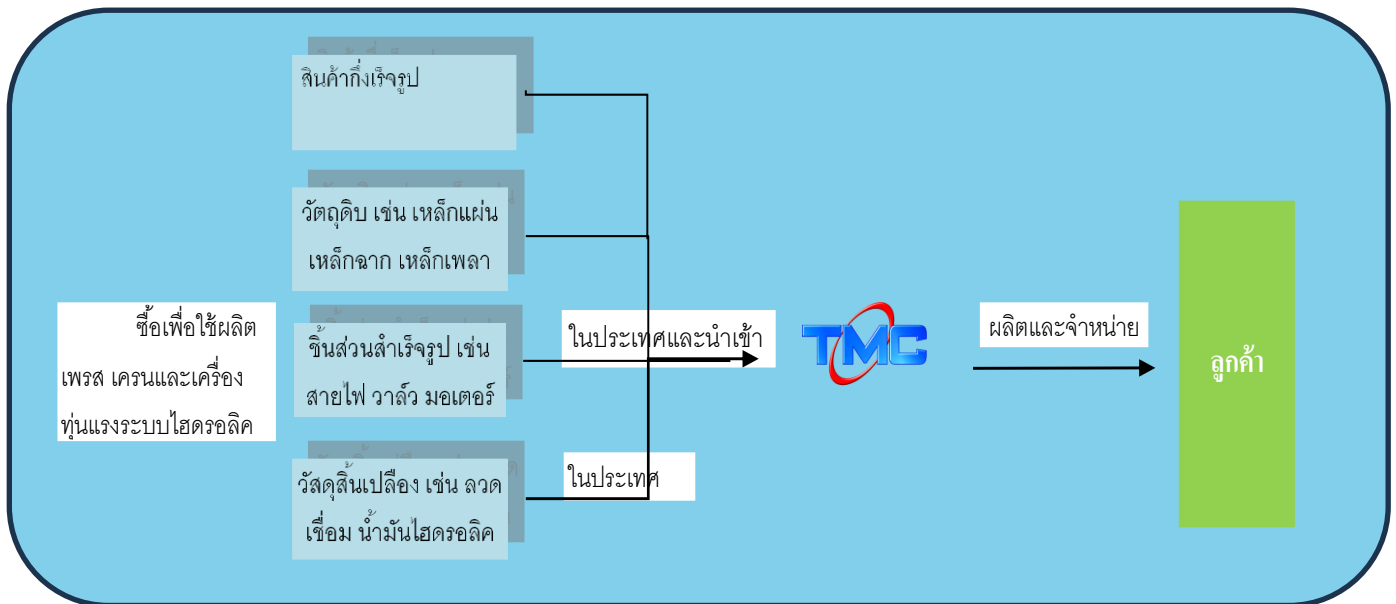 สินค้ากึ่งเร็จรูป
วัตถุดิบ เช่น เหล็กแผ่น
เหล็กฉาก เหล็กเพลา
ซื้อเพื่อใช้ผลิต
เพรส เครนและเครื่อง
ทุ่นแรงระบบไฮดรอลิค
ชิ้นส่วนสำเร็จรูป เช่น
สายไฟ วาล์ว มอเตอร์
วัสดุสิ้นเปลือง เช่น ลวด
เชื่อม น้ำมันไฮดรอลิค
ในประเทศและนำเข้า
ในประเทศ
TMC
ผลิตและจำหน่าย
ลูกค้า